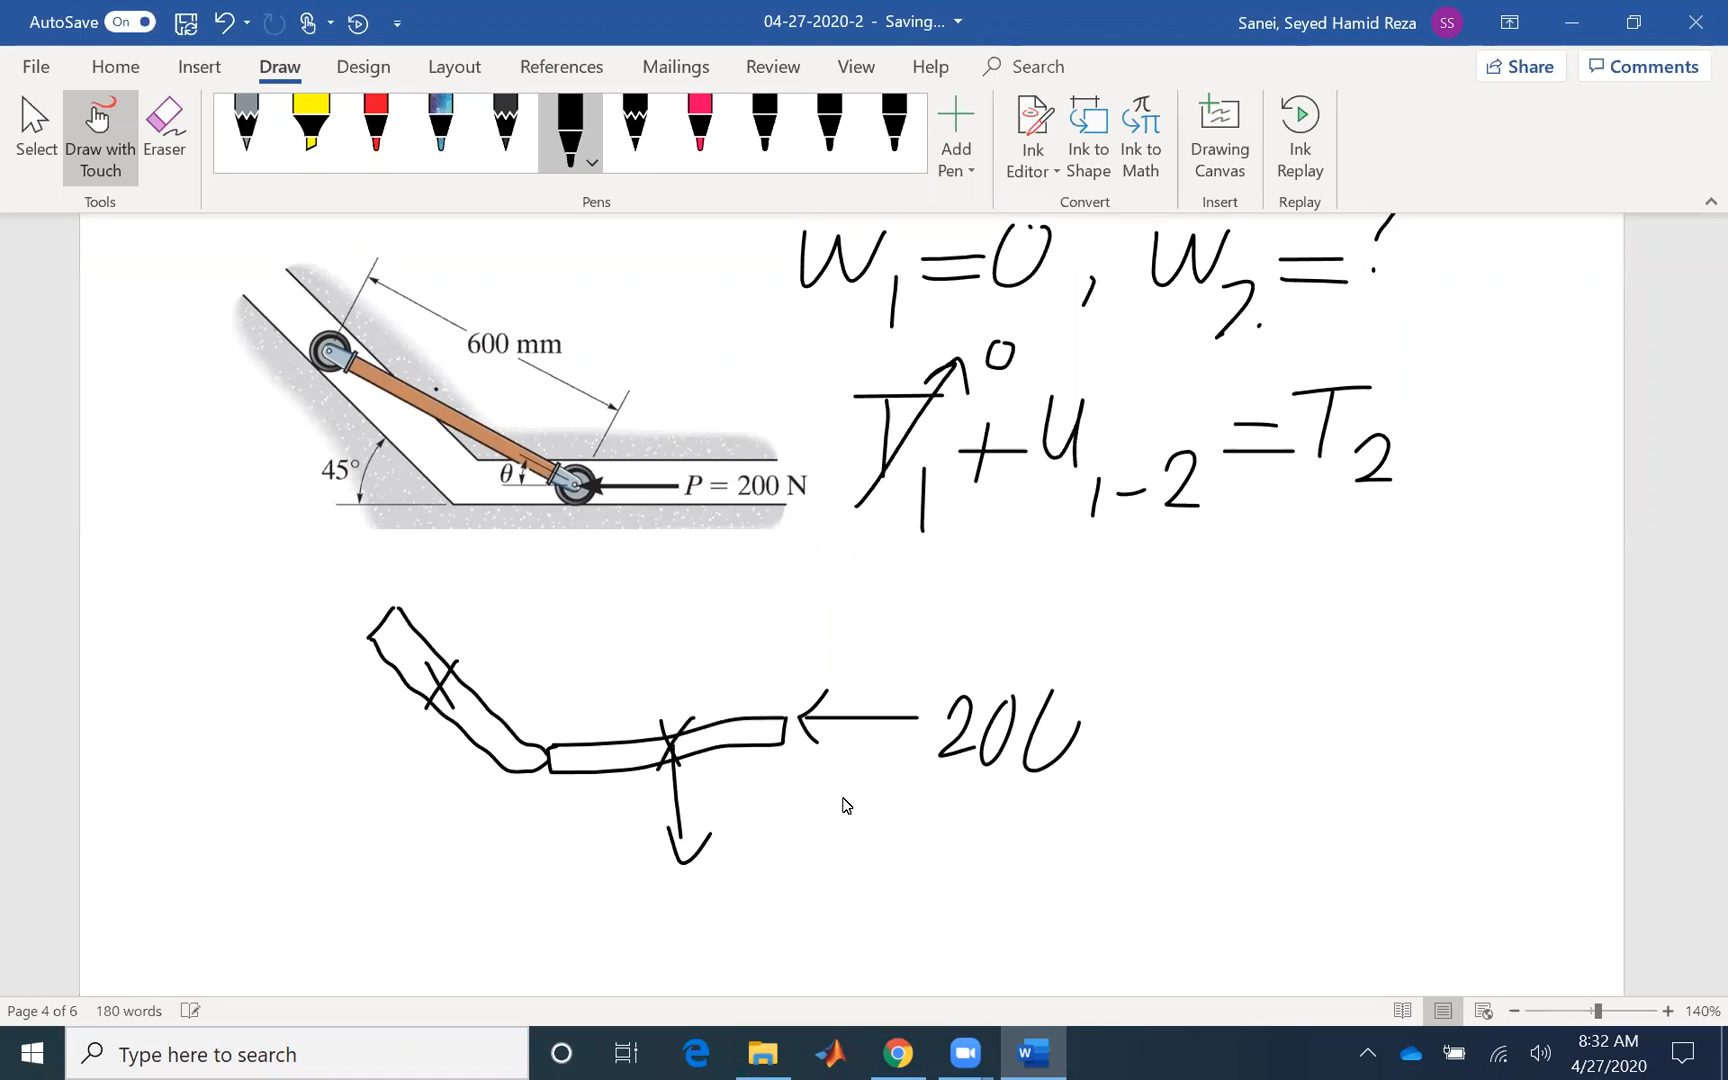 AutoSave On 04-27-2020-2 - Saving... Sanei, Seyed Hamid Reza SS
File Home Insert Draw Design Layout References Mailings Review View Help Search Share Comments
Select Draw with Touch Eraser Add Pen Ink Editor Ink to Shape Ink to Math Drawing Canvas Ink Replay
Tools Pens Convert Insert Replay
W1 = 0 , W2 = ?
600 mm
45° θ P = 200 N
T1 0 + U1-2 = T2
200
Page 4 of 6 180 words 140%
Type here to search
8:32 AM
4/27/2020